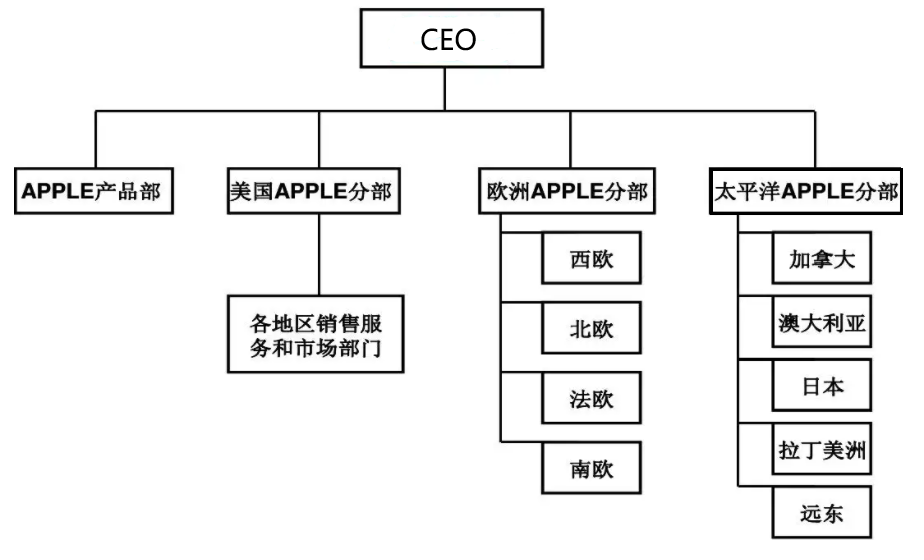 CEO
APPLE产品部
美国APPLE分部
欧洲APPLE分部
太平洋APPLE分部
各地区销售服
务和市场部门
西欧
北欧
法欧
南欧
加拿大
澳大利亚
日本
拉丁美洲
远东